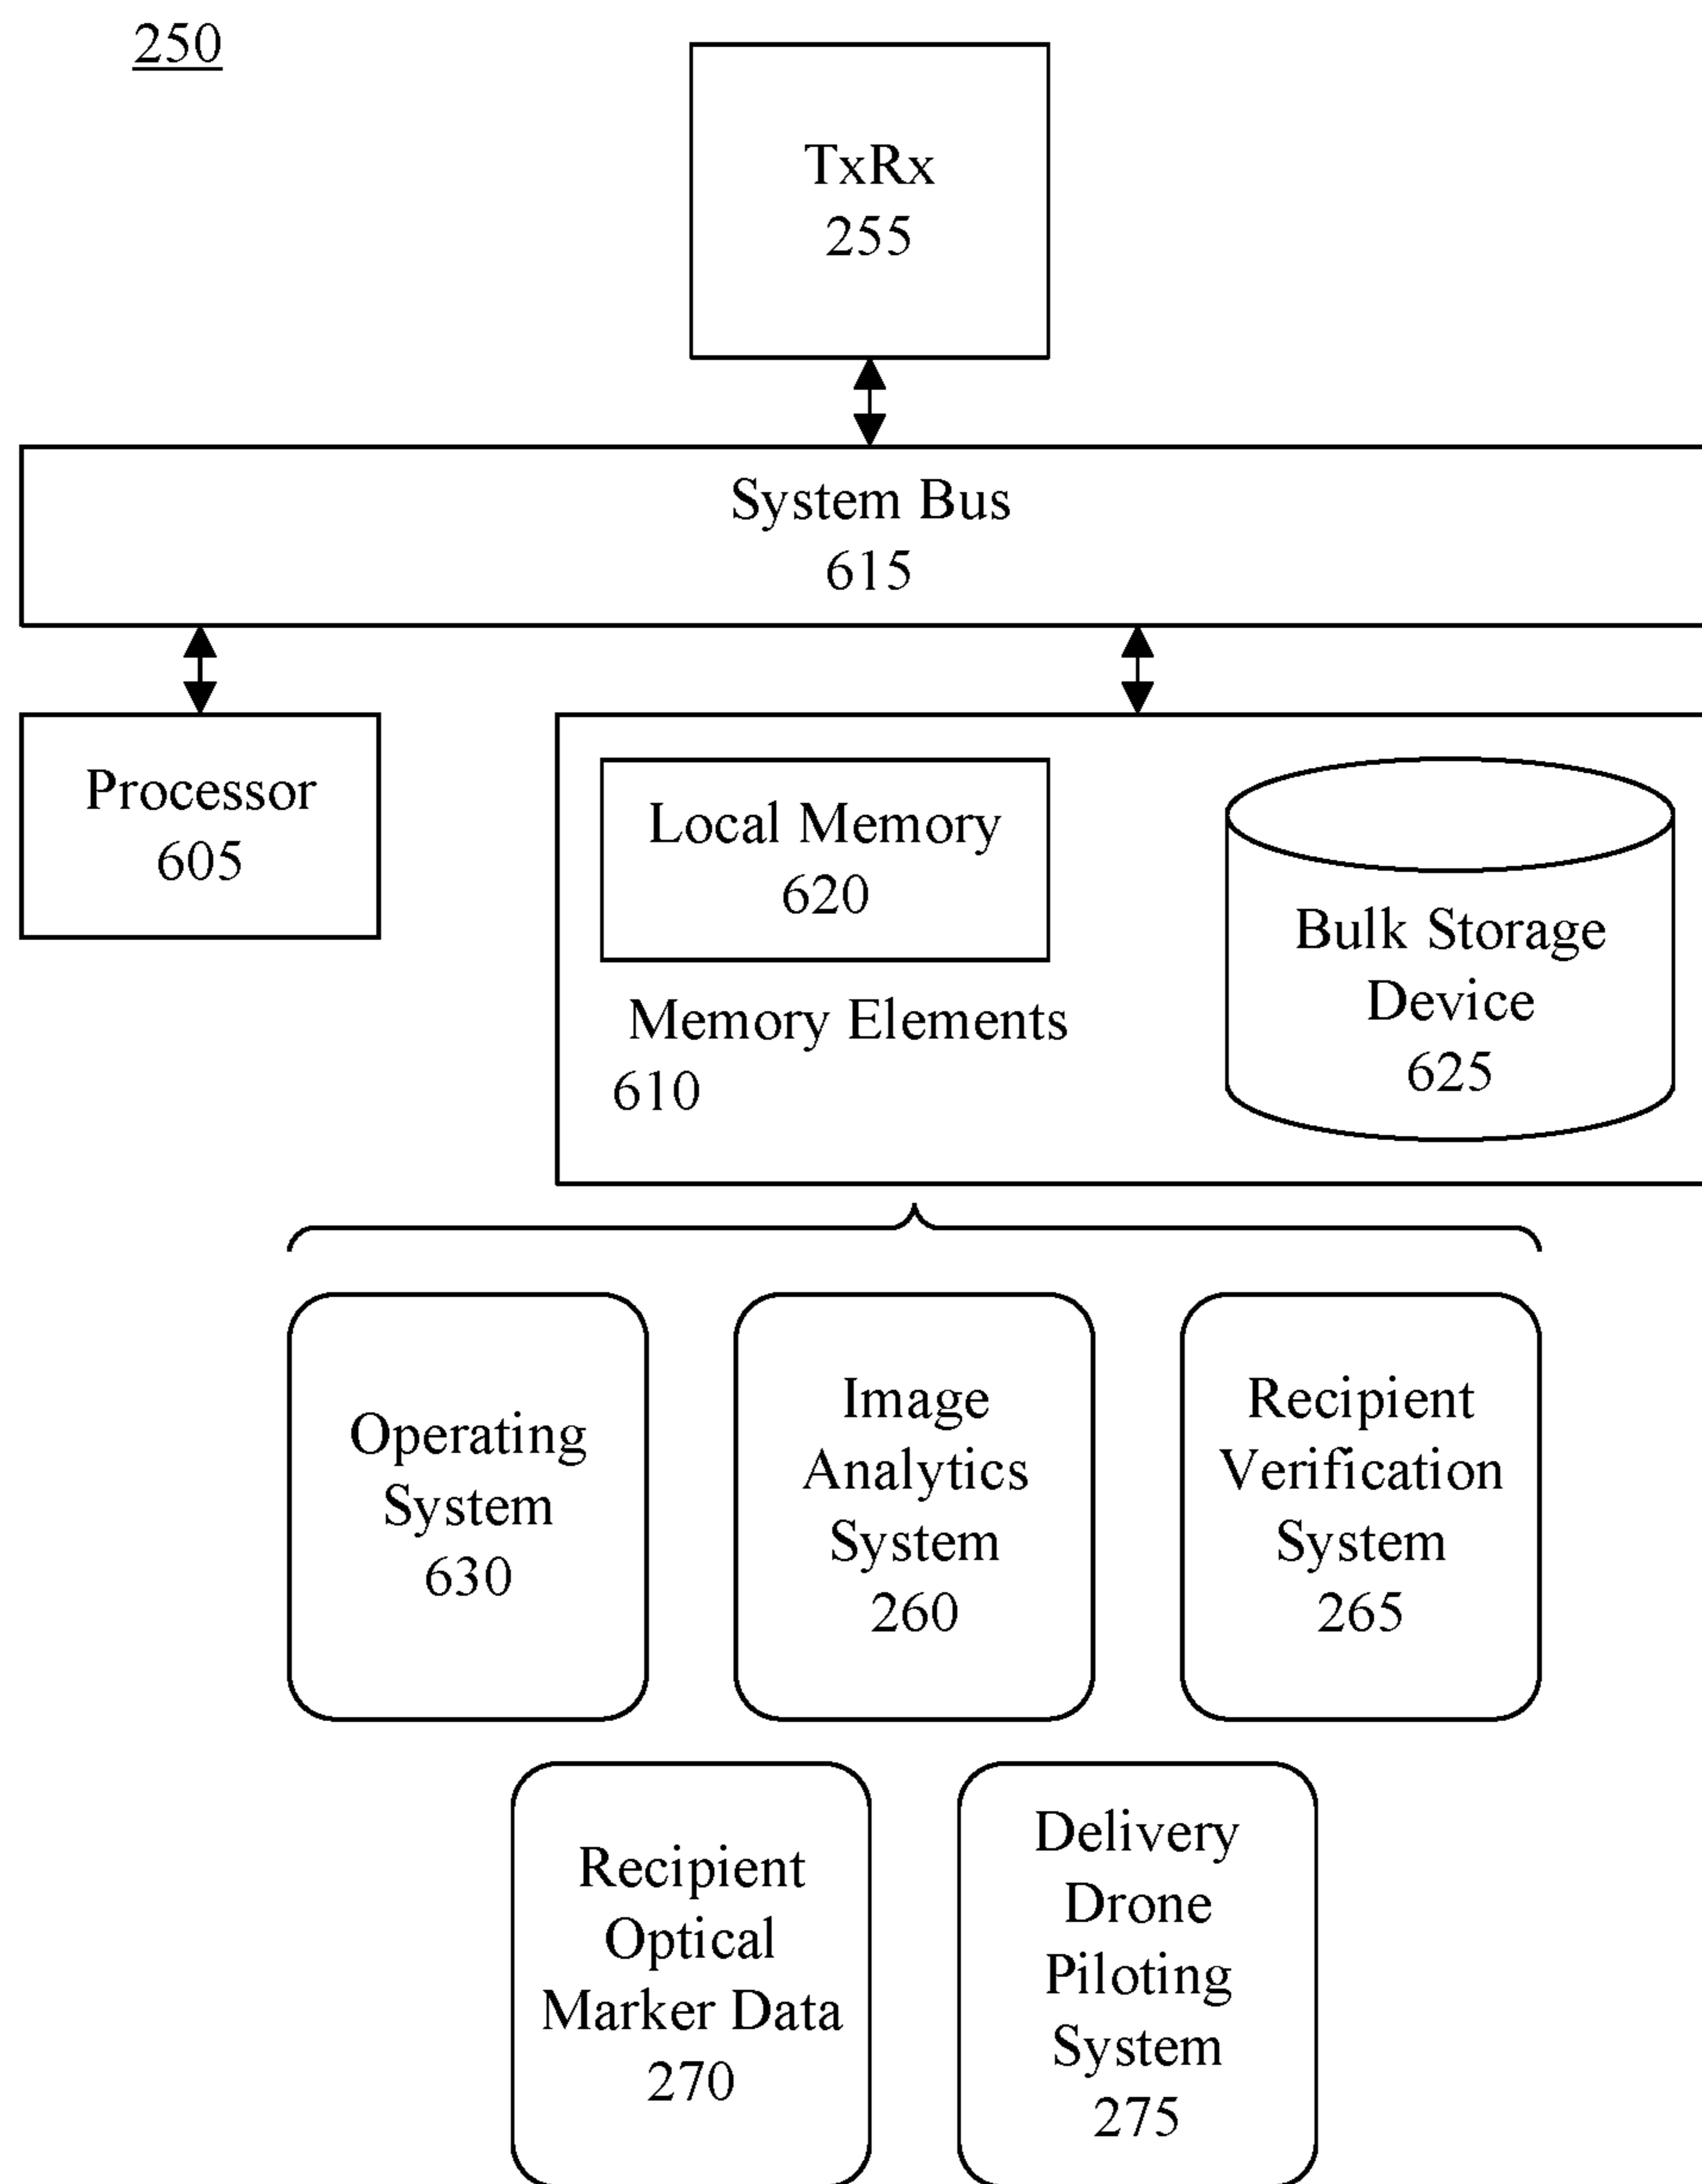 250
TxRx
255
System Bus
615
Processor
605
Local Memory
620
Memory Elements
610
Bulk Storage
Device
625
Operating
System
630
Image
Analytics
System
260
Recipient
Verification
System
265
Recipient
Optical
Marker Data
270
Delivery
Drone
Piloting
System
275